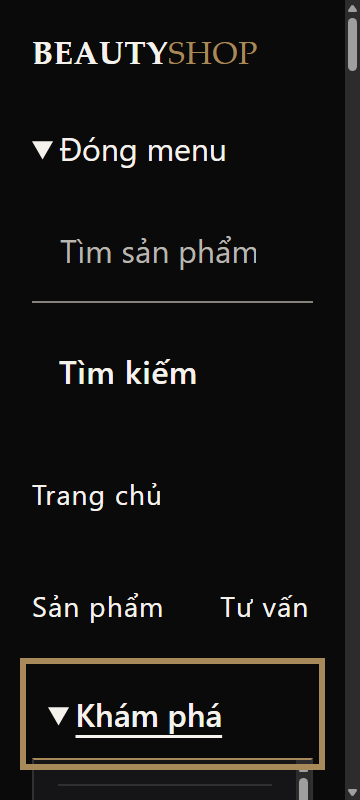 BEAUTYSHOP
Đóng menu
Tìm sản phẩm
Tìm kiếm
Trang chủ
Sản phẩm Tư vấn
Khám phá